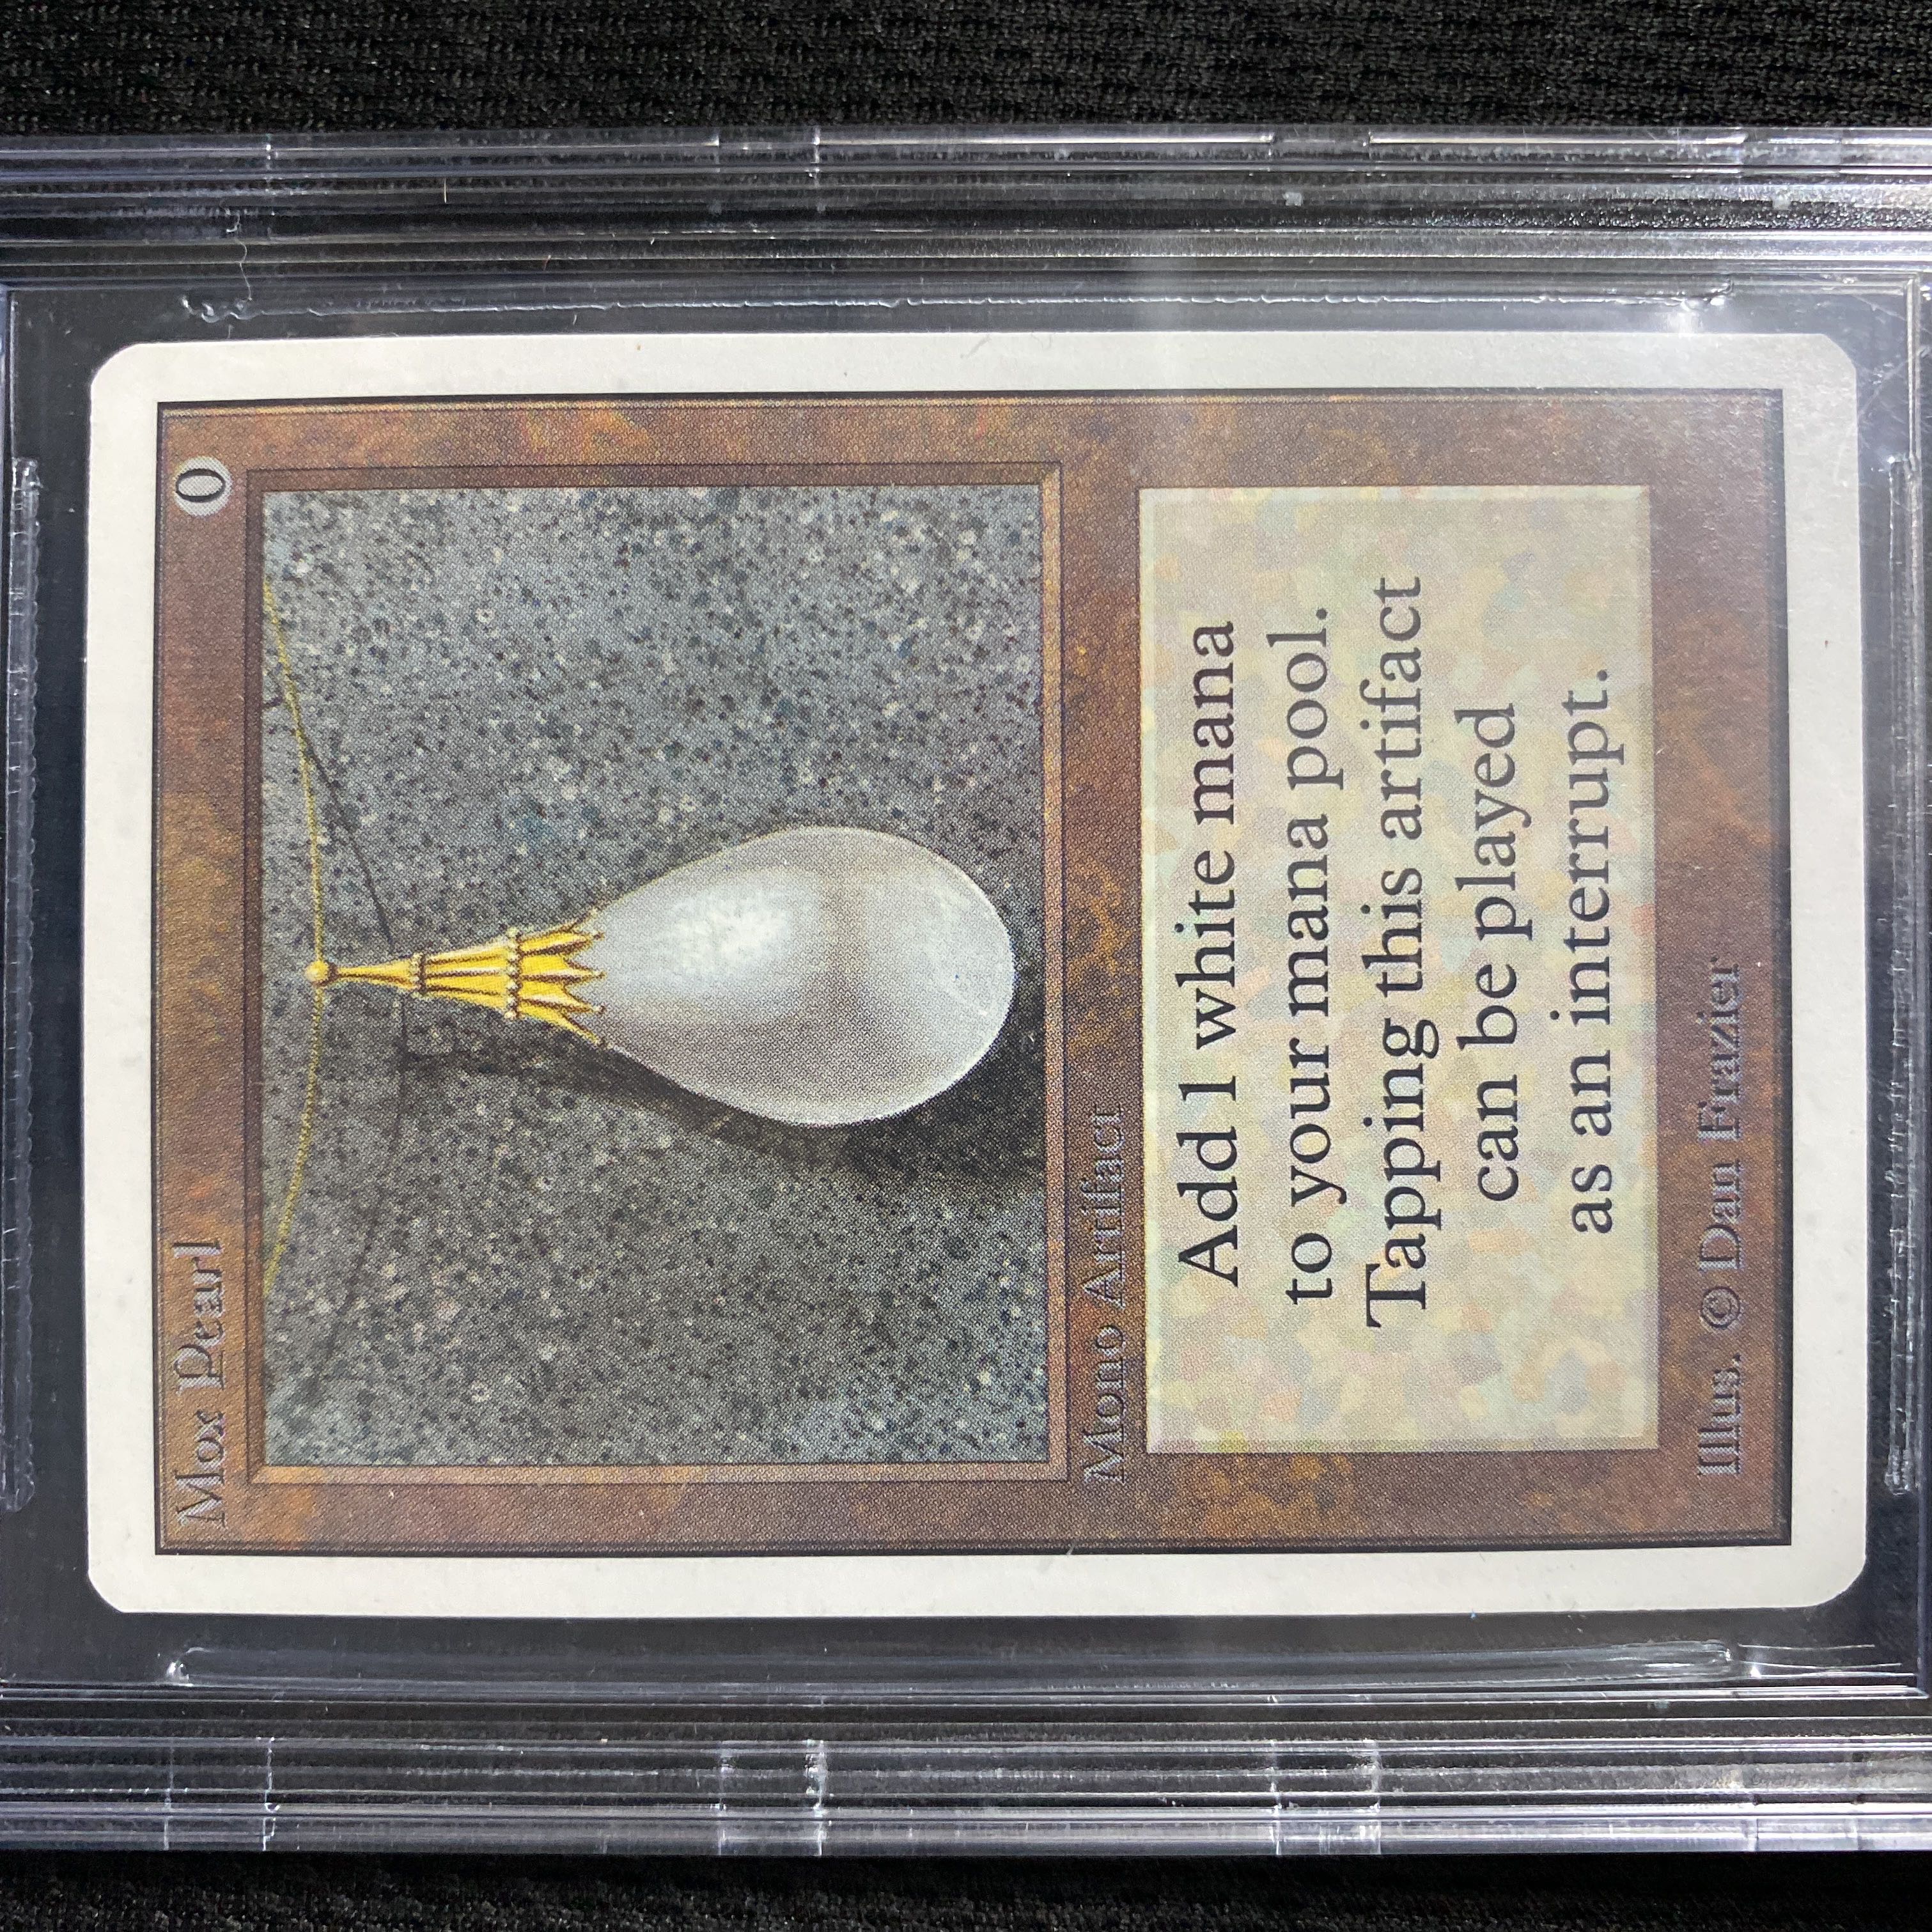 Mox Pearl 0
Mono Artifact
Add 1 white mana
to your mana pool.
Tapping this artifact
can be played
as an interrupt.
Illus. © Dan Frazier